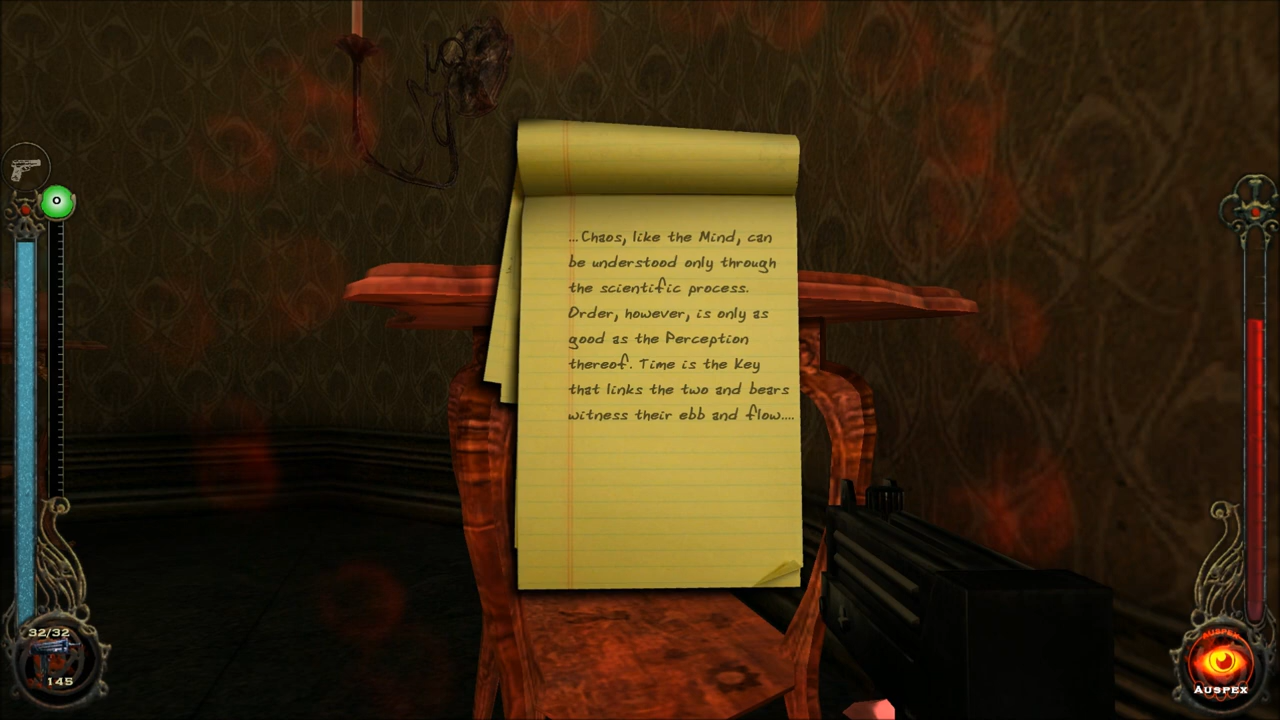 ...Chaos, like the Mind, can
be understood only through
the scientific process.
Order, however, is only as
good as the Perception
thereof. Time is the Key
that links the two and bears
witness their ebb and flow....
32/32
145
AUSPEX
AUSPEX